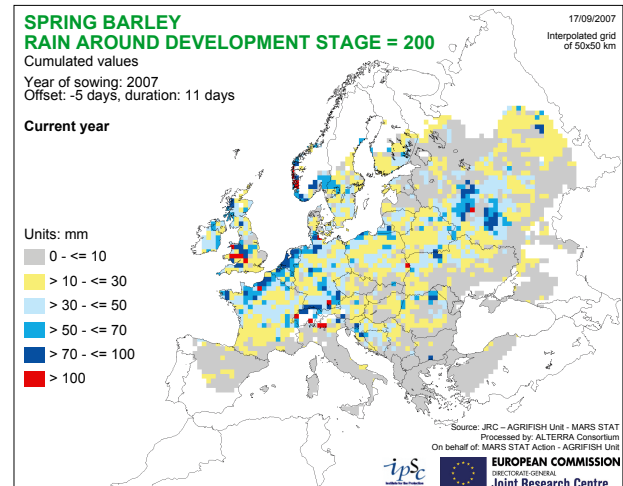 SPRING BARLEY
RAIN AROUND DEVELOPMENT STAGE = 200
Cumulated values
Year of sowing: 2007
Offset: -5 days, duration: 11 days
Current year
17/09/2007
Interpolated grid
of 50x50 km
Units: mm
0 - <= 10
> 10 - <= 30
> 30 - <= 50
> 50 - <= 70
> 70 - <= 100
> 100
Source: JRC – AGRIFISH Unit - MARS STAT
Processed by: ALTERRA Consortium
On behalf of: MARS STAT Action - AGRIFISH Unit
ipsc
EUROPEAN COMMISSION
DIRECTORATE-GENERAL
Joint Research Centre